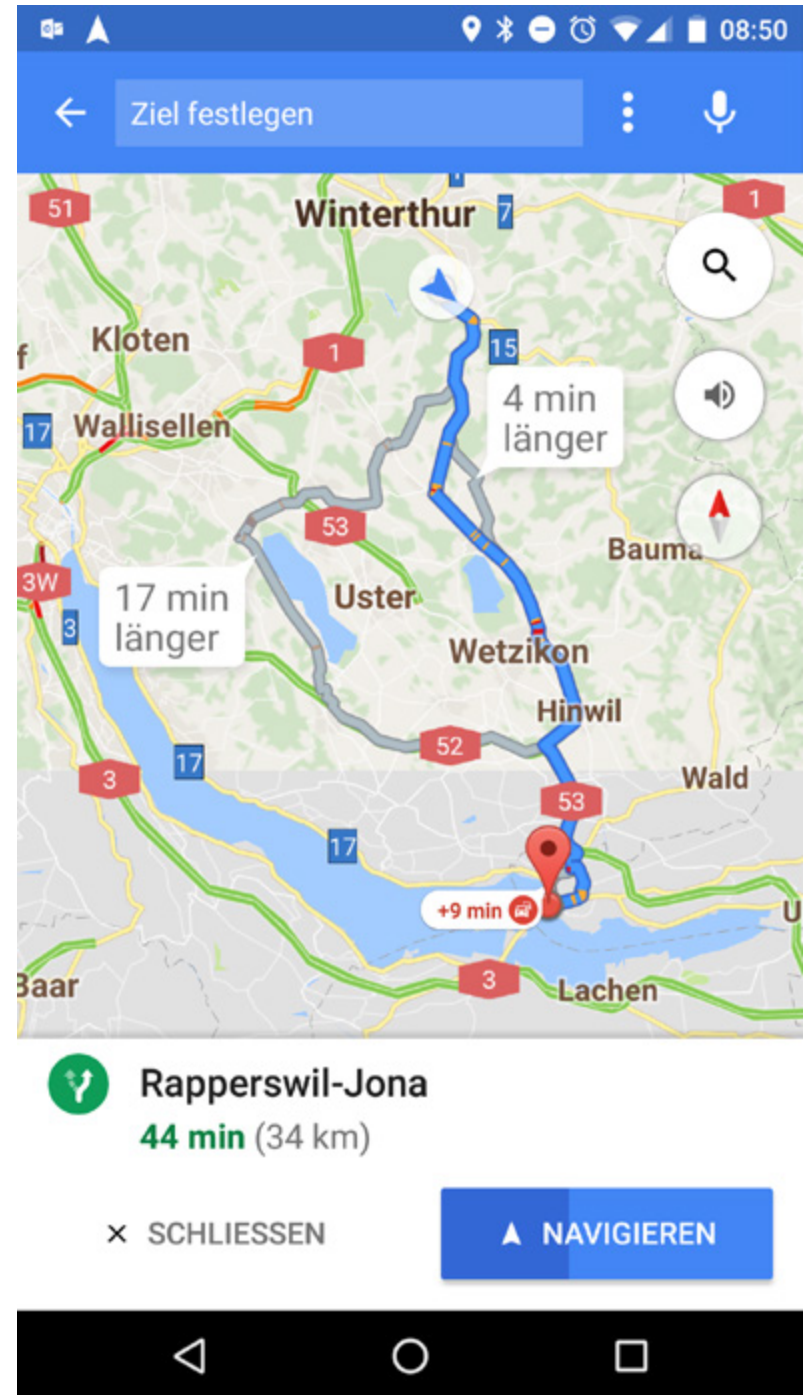 08:50
Ziel festlegen
51
Winterthur
7
1
Kloten
1
15
4 min
länger
17
Wallisellen
53
Bauma
3W
17 min
länger
3
Uster
Wetzikon
Hinwil
52
17
3
Wald
53
17
+9 min
U
3
Lachen
Baar
Rapperswil-Jona
44 min (34 km)
× SCHLIESSEN
NAVIGIEREN